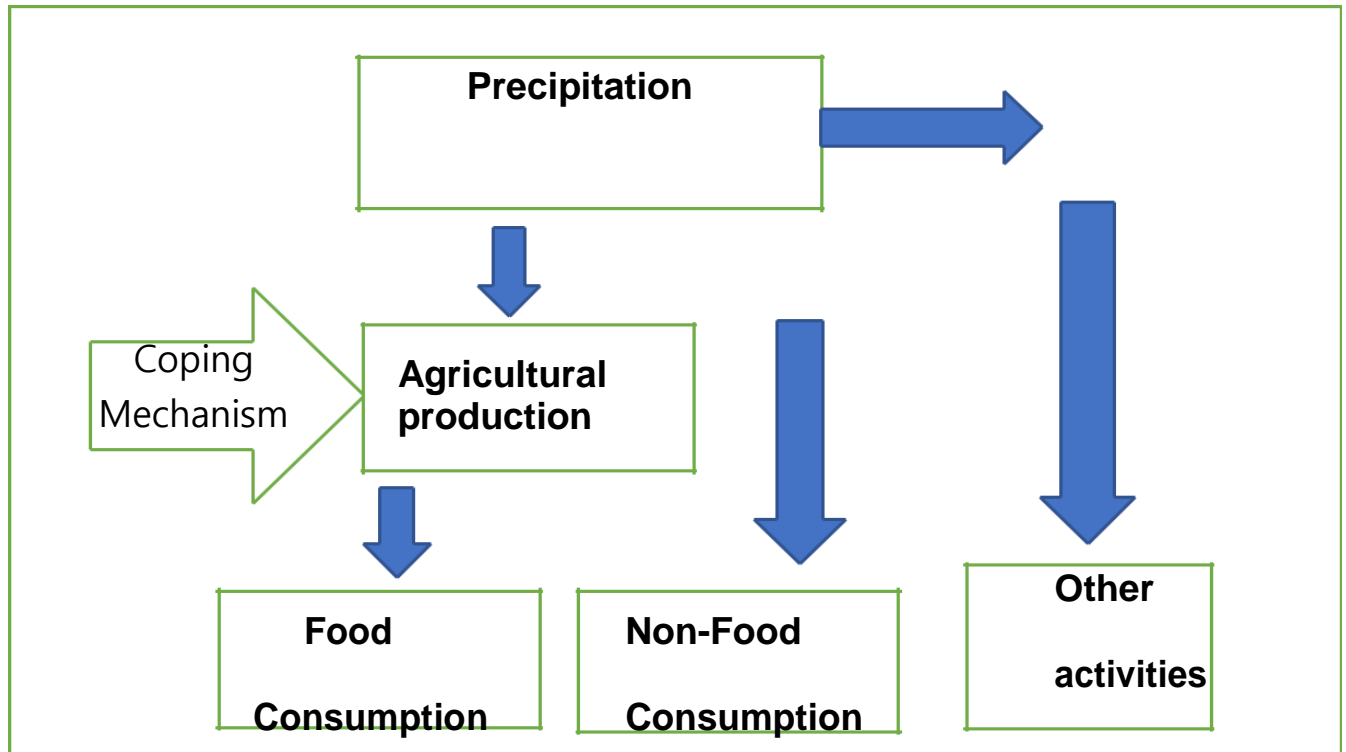 Precipitation
Coping
Mechanism
Agricultural
production
Food
Consumption
Non-Food
Consumption
Other
activities